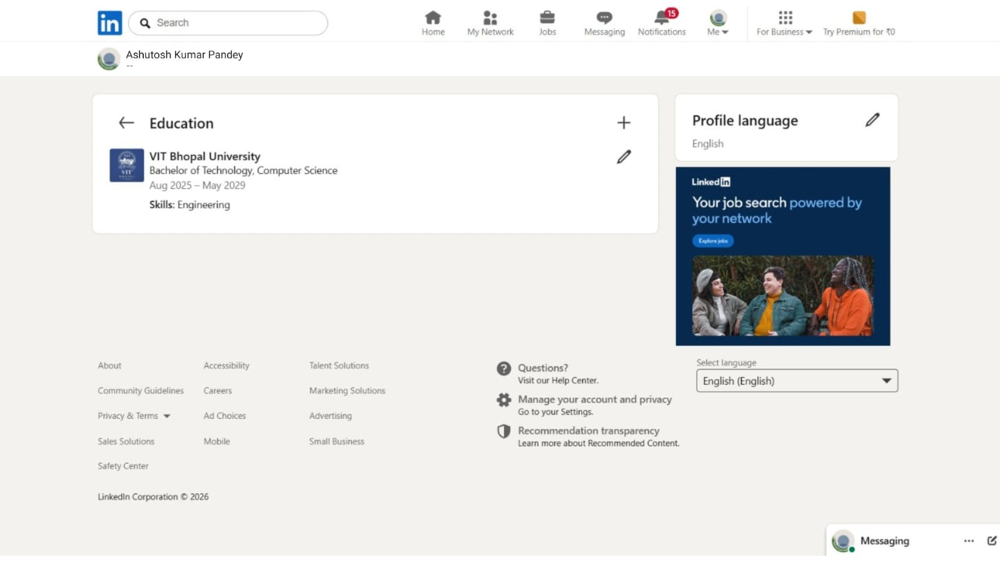 in
Search
Home
My Network
Jobs
Messaging
15
Notifications
Me
For Business
Try Premium for ₹0
Ashutosh Kumar Pandey
--
Education
VIT Bhopal University
Bachelor of Technology, Computer Science
Aug 2025 – May 2029
Skills: Engineering
VIT
BHOPAL
Profile language
English
LinkedIn
Your job search powered by
your network
Explore jobs
About
Accessibility
Talent Solutions
Community Guidelines
Careers
Marketing Solutions
Privacy & Terms
Ad Choices
Advertising
Sales Solutions
Mobile
Small Business
Safety Center
Questions?
Visit our Help Center.
Manage your account and privacy
Go to your Settings.
Recommendation transparency
Learn more about Recommended Content.
Select language
English (English)
LinkedIn Corporation © 2026
Messaging